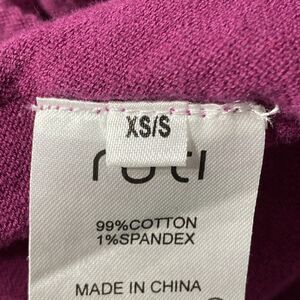 XS/S
ruti
99%COTTON
1%SPANDEX
MADE IN CHINA